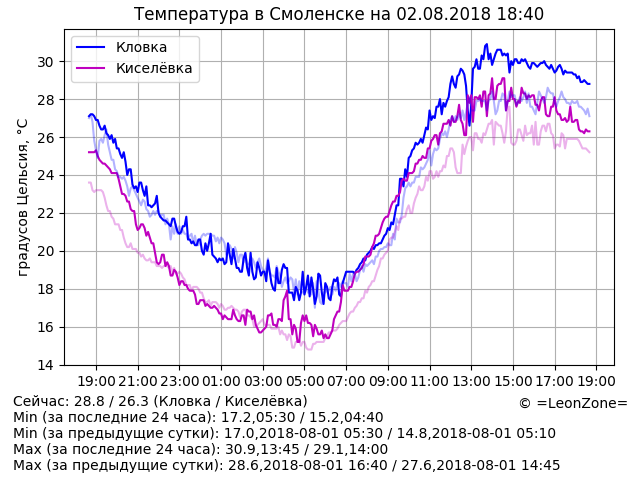 Температура в Смоленске на 02.08.2018 18:40
Кловка
Киселёвка
градусов Цельсия, °C
30
28
26
24
22
20
18
16
14
19:00 21:00 23:00 01:00 03:00 05:00 07:00 09:00 11:00 13:00 15:00 17:00 19:00
Сейчас: 28.8 / 26.3 (Кловка / Киселёвка)
© =LeonZone=
Min (за последние 24 часа): 17.2,05:30 / 15.2,04:40
Min (за предыдущие сутки): 17.0,2018-08-01 05:30 / 14.8,2018-08-01 05:10
Max (за последние 24 часа): 30.9,13:45 / 29.1,14:00
Max (за предыдущие сутки): 28.6,2018-08-01 16:40 / 27.6,2018-08-01 14:45